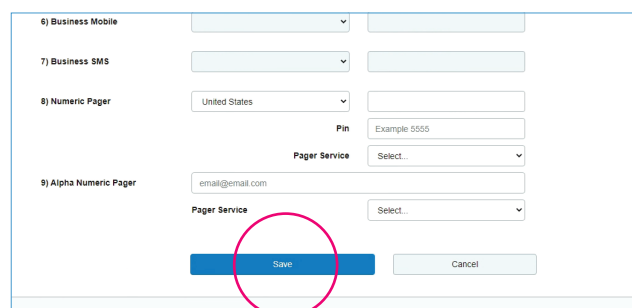 6) Business Mobile
7) Business SMS
8) Numeric Pager United States
Pin Example 5555
Pager Service Select...
9) Alpha Numeric Pager email@email.com
Pager Service Select...
Save Cancel